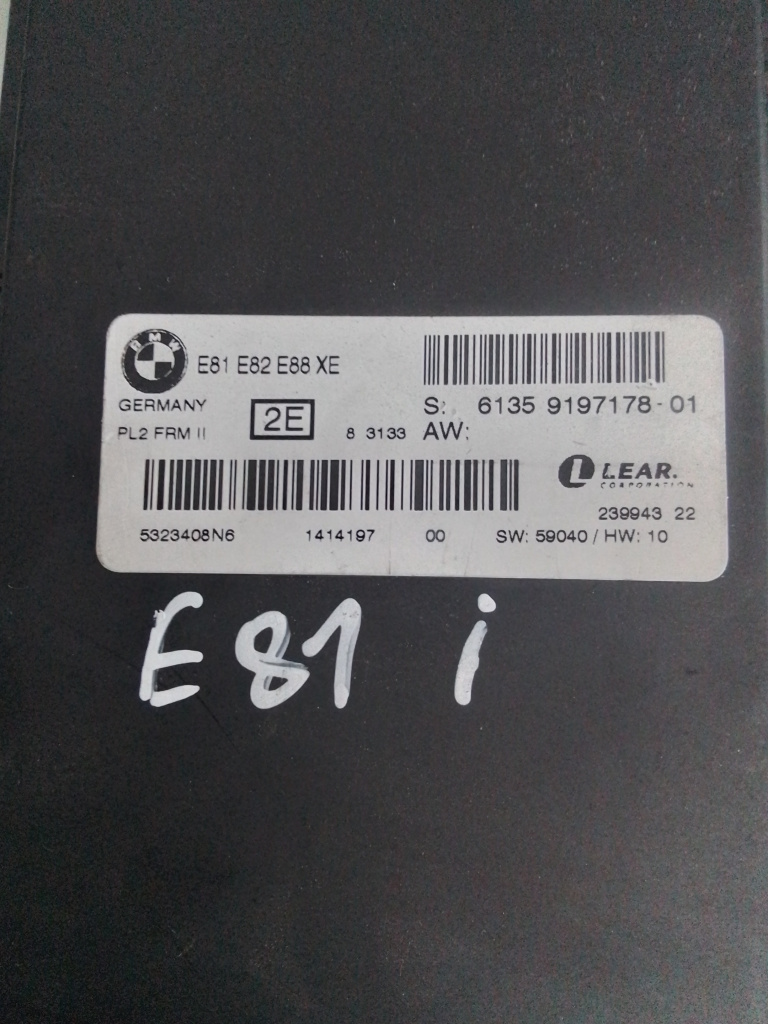 BMW
E81 E82 E88 XE
GERMANY
S: 6135 9197178-01
PL2 FRM II
2E
8 3133
AW:
LEAR.
CORPORATION
239943 22
5323408N6 1414197 00 SW: 59040 / HW: 10
E81 i